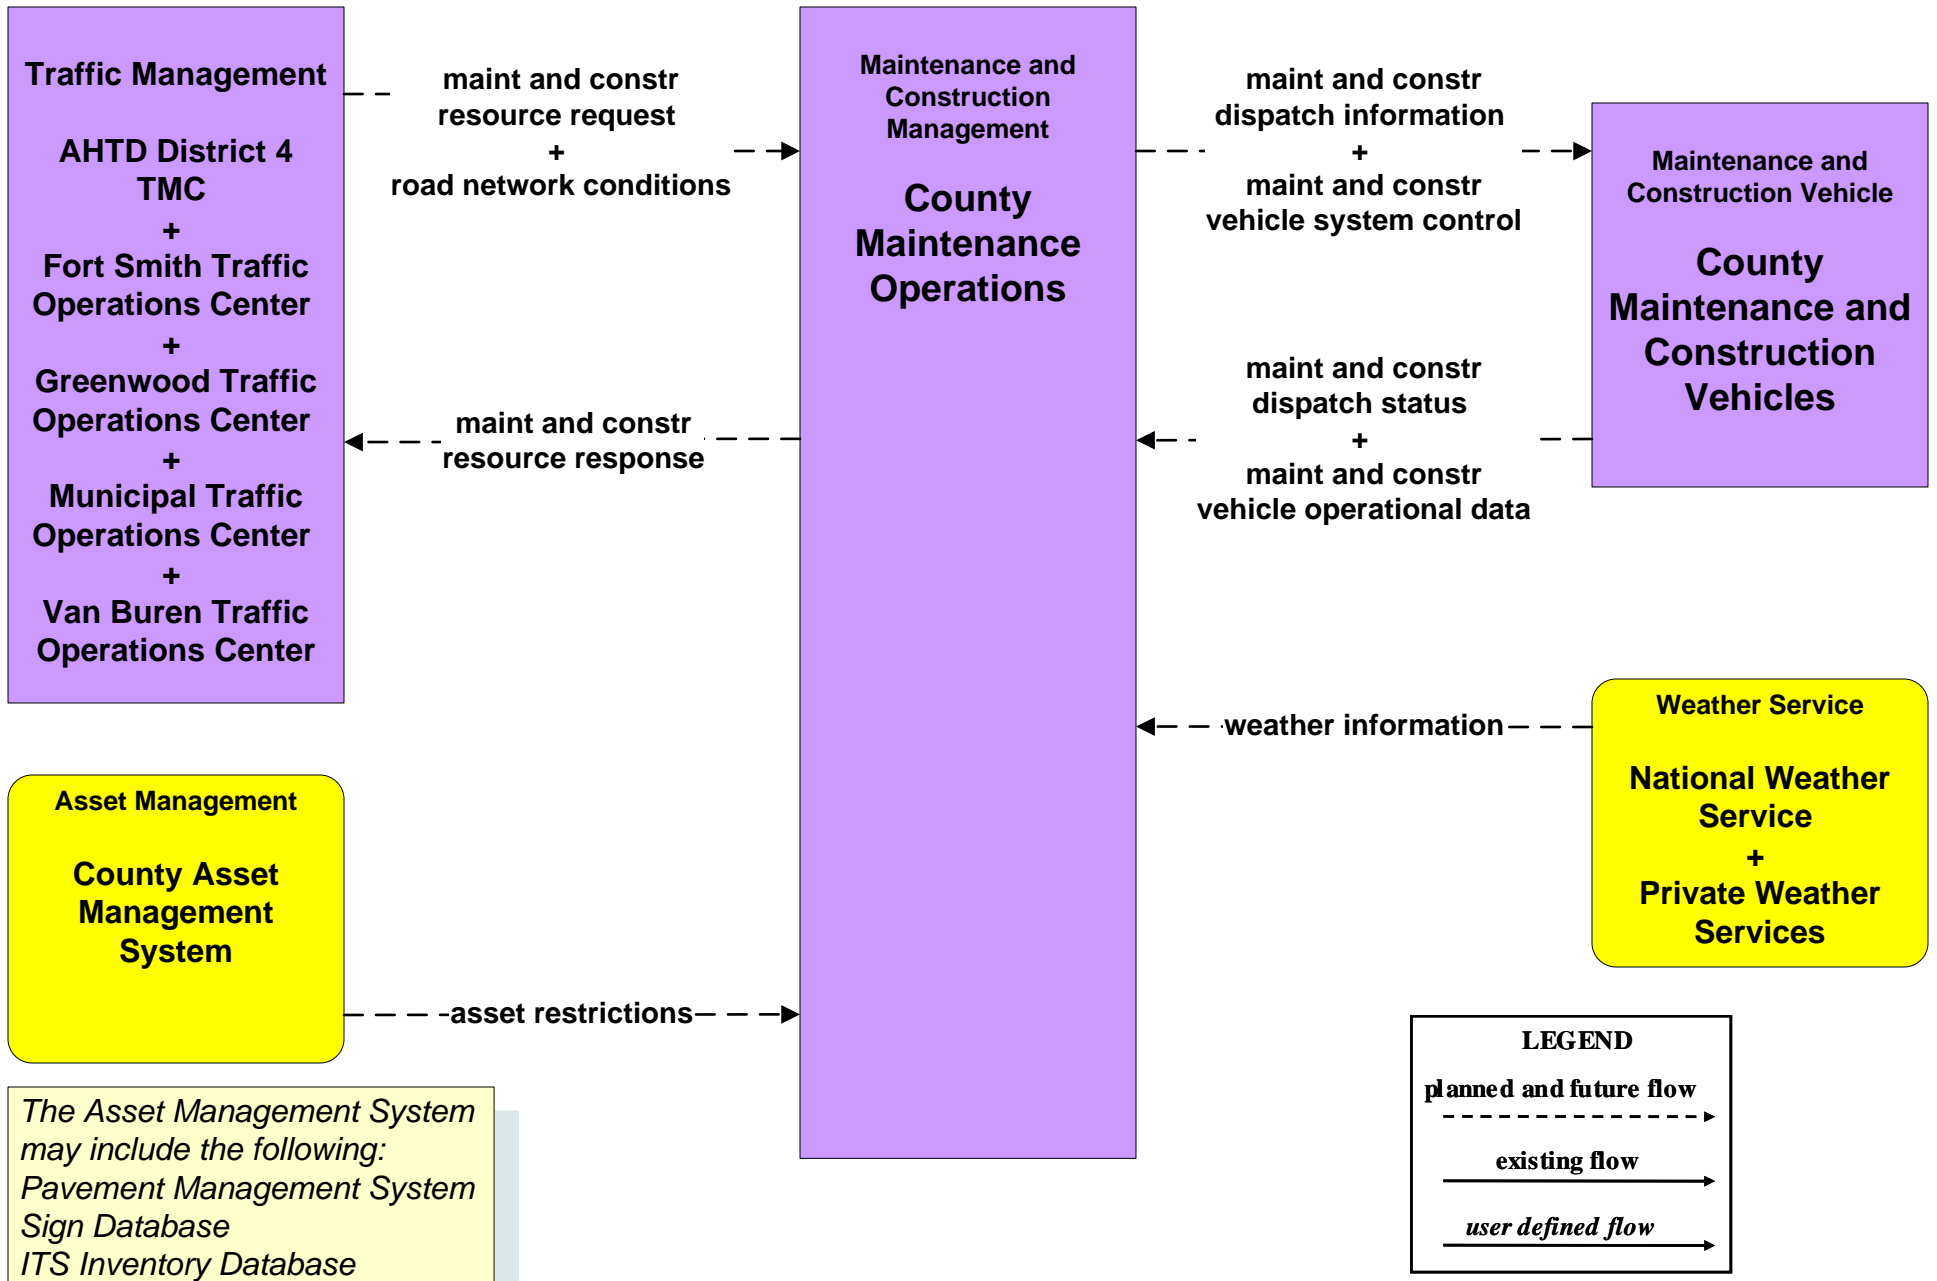 Traffic Management
AHTD District 4
TMC
+
Fort Smith Traffic
Operations Center
+
Greenwood Traffic
Operations Center
+
Municipal Traffic
Operations Center
+
Van Buren Traffic
Operations Center
maint and constr
resource request
+
road network conditions
maint and constr
resource response
Maintenance and
Construction
Management
County
Maintenance
Operations
maint and constr
dispatch information
+
maint and constr
vehicle system control
maint and constr
dispatch status
+
maint and constr
vehicle operational data
Maintenance and
Construction Vehicle
County
Maintenance and
Construction
Vehicles
weather information
Weather Service
National Weather
Service
+
Private Weather
Services
Asset Management
County Asset
Management
System
asset restrictions
The Asset Management System
may include the following:
Pavement Management System
Sign Database
ITS Inventory Database
LEGEND
planned and future flow
existing flow
user defined flow